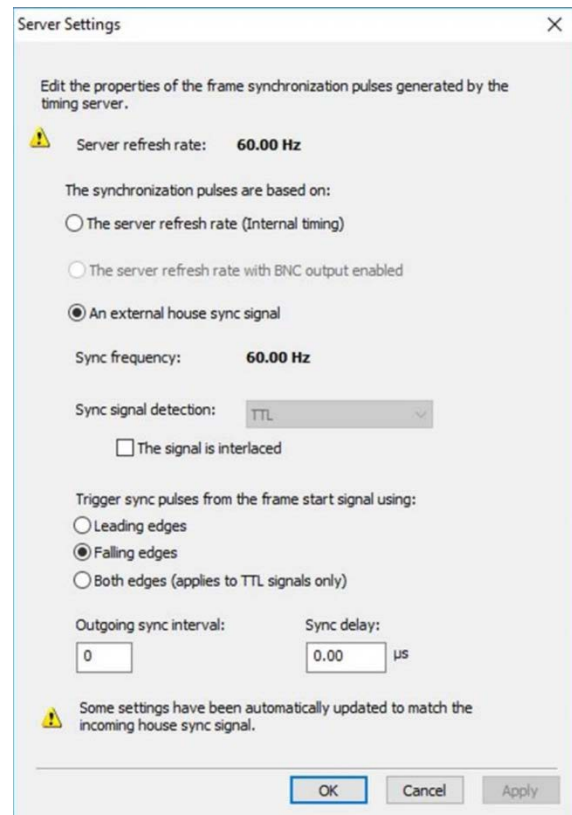 Server Settings
Edit the properties of the frame synchronization pulses generated by the
timing server.
Server refresh rate: 60.00 Hz
The synchronization pulses are based on:
The server refresh rate (Internal timing)
The server refresh rate with BNC output enabled
An external house sync signal
Sync frequency: 60.00 Hz
Sync signal detection: TTL
The signal is interlaced
Trigger sync pulses from the frame start signal using:
Leading edges
Falling edges
Both edges (applies to TTL signals only)
Outgoing sync interval: Sync delay:
0 0.00 µs
Some settings have been automatically updated to match the
incoming house sync signal.
OK Cancel Apply